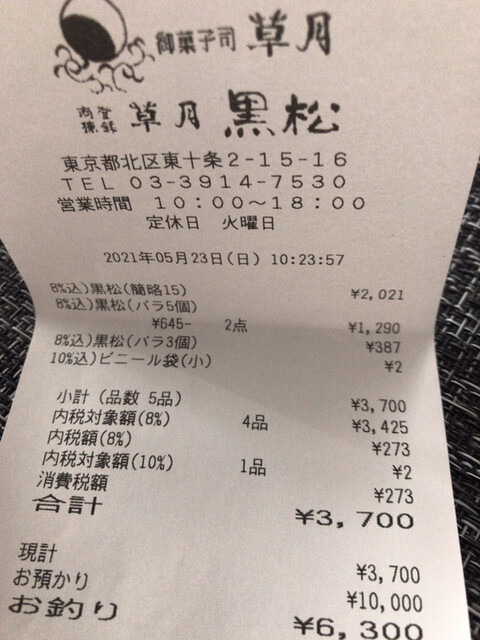 御菓子司 草月
商登
標録 草月 黒松
東京都北区東十条2-15-16
TEL 03-3914-7530
営業時間 10:00～18:00
定休日 火曜日
2021年05月23日(日) 10:23:57
8%込)黒松(簡略15) ¥2,021
8%込)黒松(バラ5個)
¥645- 2点 ¥1,290
8%込)黒松(バラ3個) ¥387
10%込)ビニール袋(小) ¥2
小計 (品数 5品) ¥3,700
内税対象額(8%) 4品 ¥3,425
内税額(8%) ¥273
内税対象額(10%) 1品 ¥2
消費税額 ¥273
合計 ¥3,700
現計 ¥3,700
お預かり ¥10,000
お釣り ¥6,300